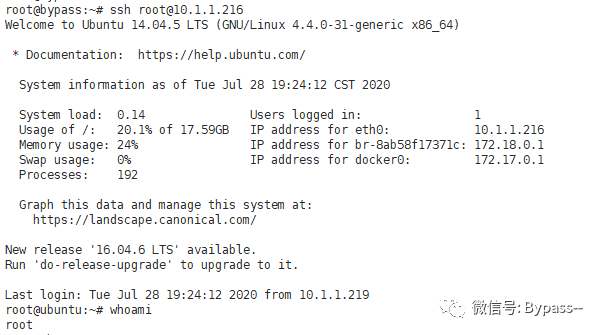 root@bypass:~# ssh root@10.1.1.216
Welcome to Ubuntu 14.04.5 LTS (GNU/Linux 4.4.0-31-generic x86_64)
* Documentation:  https://help.ubuntu.com/
System information as of Tue Jul 28 19:24:12 CST 2020
System load:  0.14              Users logged in:                1
Usage of /:   20.1% of 17.59GB  IP address for eth0:            10.1.1.216
Memory usage: 24%               IP address for br-8ab58f17371c: 172.18.0.1
Swap usage:   0%                IP address for docker0:         172.17.0.1
Processes:    192
Graph this data and manage this system at:
https://landscape.canonical.com/
New release '16.04.6 LTS' available.
Run 'do-release-upgrade' to upgrade to it.
Last login: Tue Jul 28 19:24:12 2020 from 10.1.1.219
root@ubuntu:~# whoami
root
微信号: Bypass--